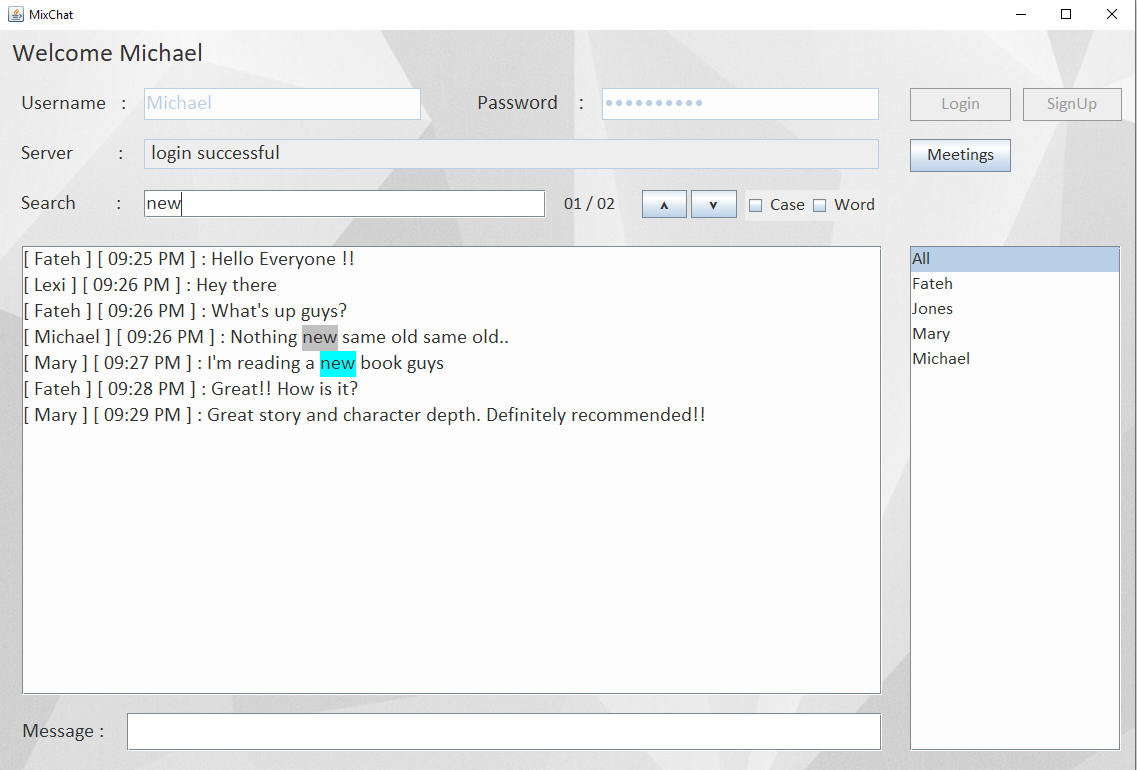 MixChat
Welcome Michael
Username : Michael Password : •••••••••• Login SignUp
Server : login successful Meetings
Search : new 01 / 02 ʌ v Case Word
[ Fateh ] [ 09:25 PM ] : Hello Everyone !!
[ Lexi ] [ 09:26 PM ] : Hey there
[ Fateh ] [ 09:26 PM ] : What's up guys?
[ Michael ] [ 09:26 PM ] : Nothing new same old same old..
[ Mary ] [ 09:27 PM ] : I'm reading a new book guys
[ Fateh ] [ 09:28 PM ] : Great!! How is it?
[ Mary ] [ 09:29 PM ] : Great story and character depth. Definitely recommended!!
All
Fateh
Jones
Mary
Michael
Message :